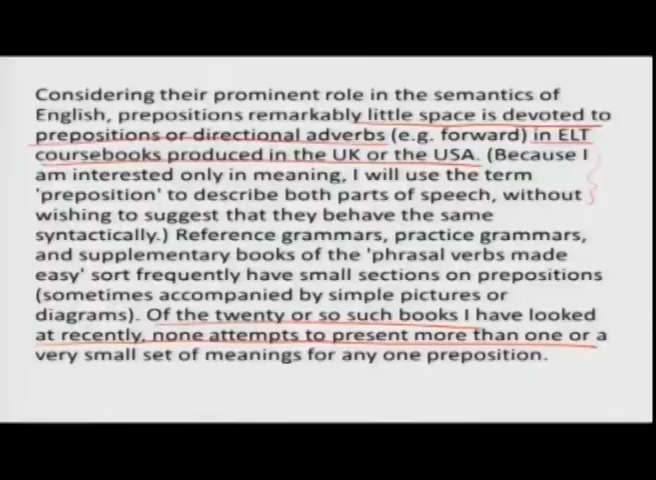 Considering their prominent role in the semantics of
English, prepositions remarkably little space is devoted to
prepositions or directional adverbs (e.g. forward) in ELT
coursebooks produced in the UK or the USA. (Because I
am interested only in meaning, I will use the term
'preposition' to describe both parts of speech, without
wishing to suggest that they behave the same
syntactically.) Reference grammars, practice grammars,
and supplementary books of the 'phrasal verbs made
easy' sort frequently have small sections on prepositions
(sometimes accompanied by simple pictures or
diagrams). Of the twenty or so such books I have looked
at recently, none attempts to present more than one or a
very small set of meanings for any one preposition.